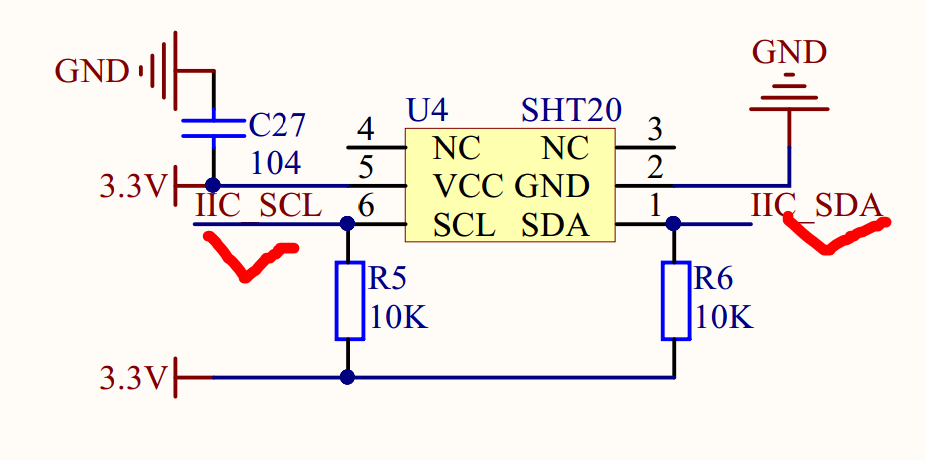 GND
GND
U4 SHT20
C27
104
4 NC NC 3
3.3V 5 VCC GND 2
IIC_SCL 6 SCL SDA 1 IIC_SDA
R5 R6
10K 10K
3.3V